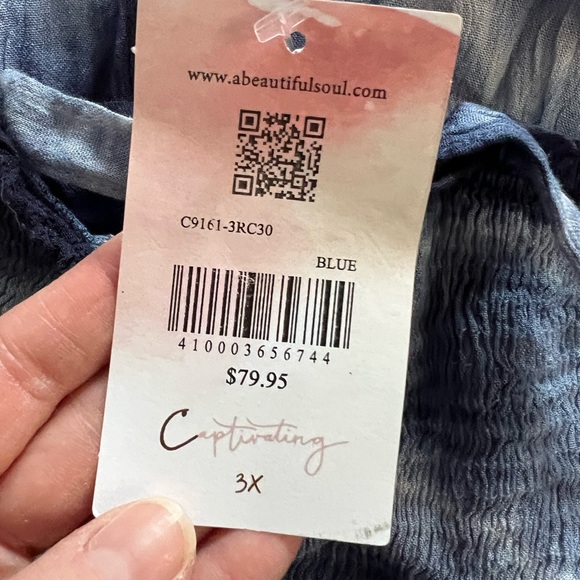 www.abeautifulsoul.com
C9161-3RC30
BLUE
410003656744
$79.95
Captivating
3X